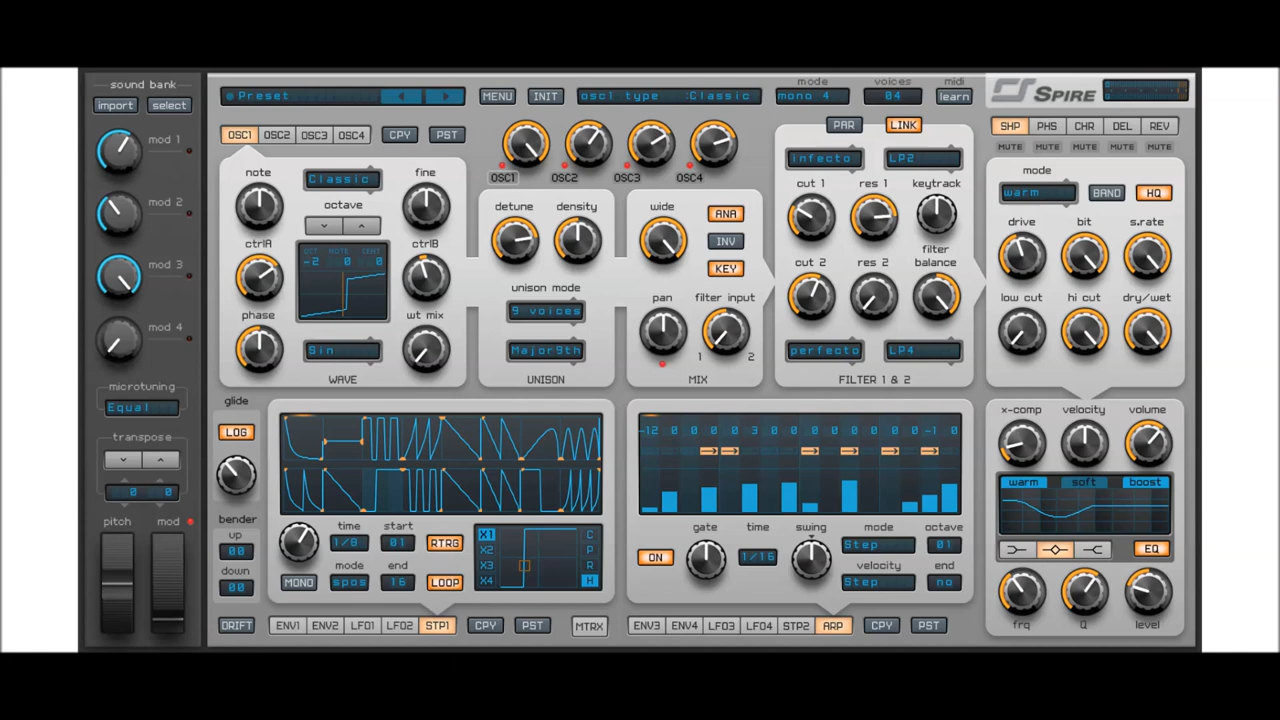 sound bank
import select
mod 1
mod 2
mod 3
mod 4
microtuning
Equal
transpose
0 0
pitch mod
Preset MENU INIT osc1 type :Classic
mode voices midi
mono 4 04 learn
SPIRE
OSC1 OSC2 OSC3 OSC4 CPY PST
OSC1 OSC2 OSC3 OSC4
note Classic fine
octave
ctrlA ctrlB
OCT NOTE CENT
-2 0 0
phase wt mix
Sin
WAVE
detune density
unison mode
9 voices
Major9th
UNISON
wide ANA
INV
KEY
pan filter input
1 2
MIX
PAR LINK
infecto LP2
cut 1 res 1 keytrack
cut 2 res 2 filter balance
perfecto LP4
FILTER 1 & 2
SHP PHS CHR DEL REV
MUTE MUTE MUTE MUTE MUTE
mode
warm BAND HQ
drive bit s.rate
low cut hi cut dry/wet
glide
LOG
bender
up
00
down
00
DRIFT
time start
1/8 01 RTRG
mode end
MONO spos 16 LOOP
X1 C
X2 P
X3 R
X4 H
ENV1 ENV2 LFO1 LFO2 STP1 CPY PST
MTRX
-12 0 0 0 0 3 0 0 0 0 0 0 0 0 -1 0
gate time swing mode octave
ON 1/16 Step 01
velocity end
Step no
ENV3 ENV4 LFO3 LFO4 STP2 ARP CPY PST
x-comp velocity volume
warm soft boost
EQ
frq Q level